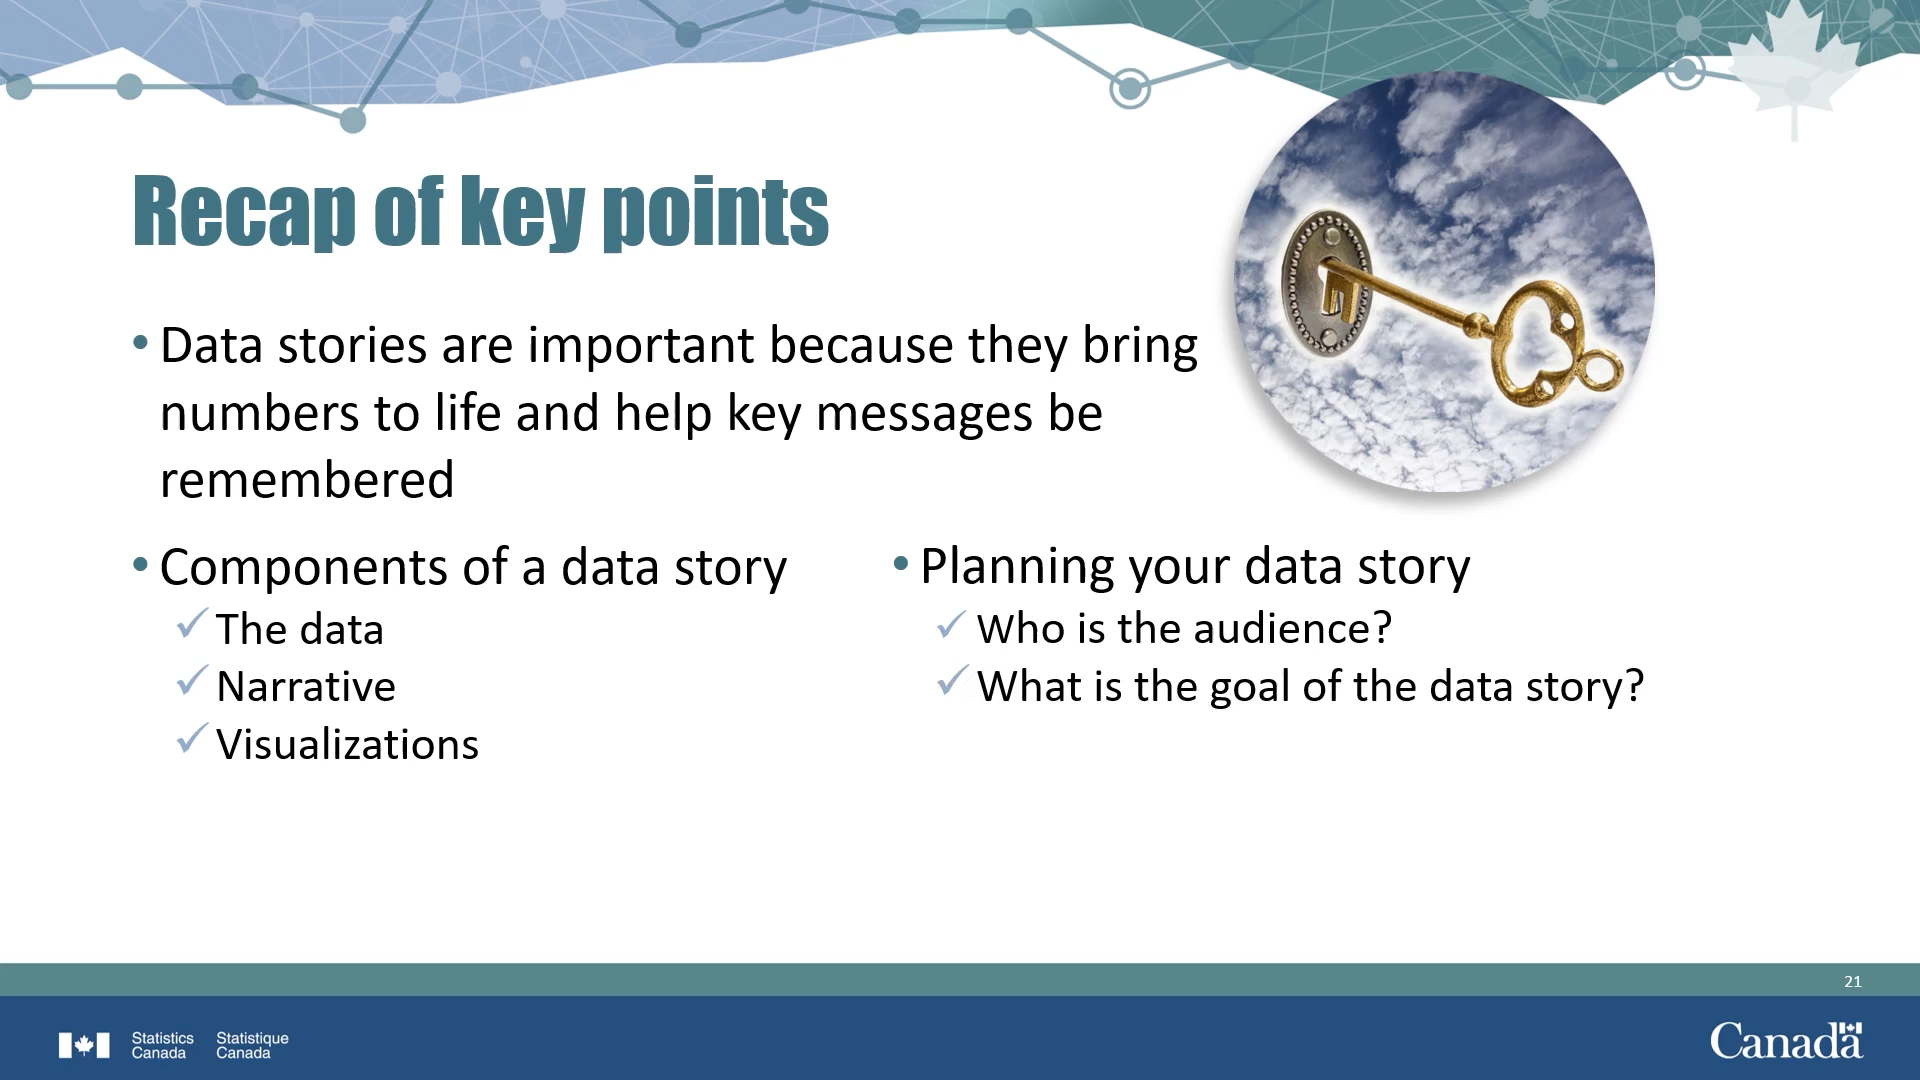 Recap of key points
• Data stories are important because they bring
numbers to life and help key messages be
remembered
• Components of a data story
✓ The data
✓ Narrative
✓ Visualizations
• Planning your data story
✓ Who is the audience?
✓ What is the goal of the data story?
21
Statistics Canada
Statistique Canada
Canada